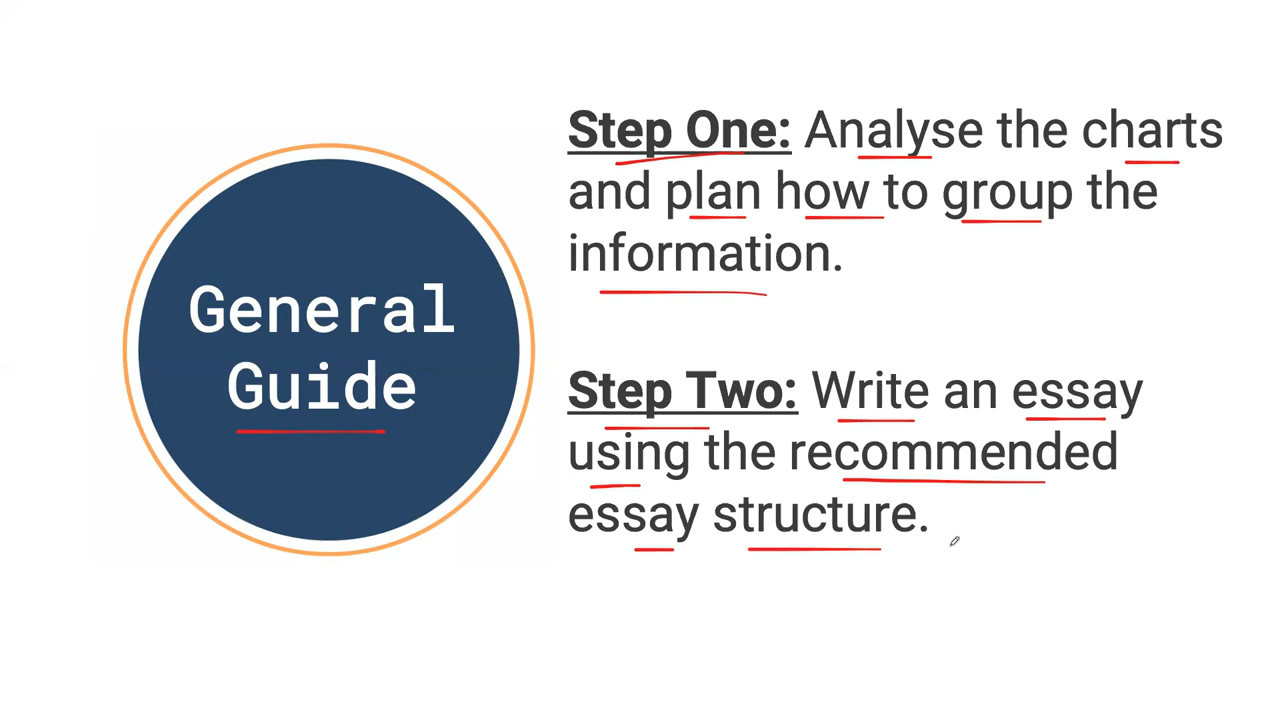 General
Guide
Step One: Analyse the charts
and plan how to group the
information.
Step Two: Write an essay
using the recommended
essay structure.